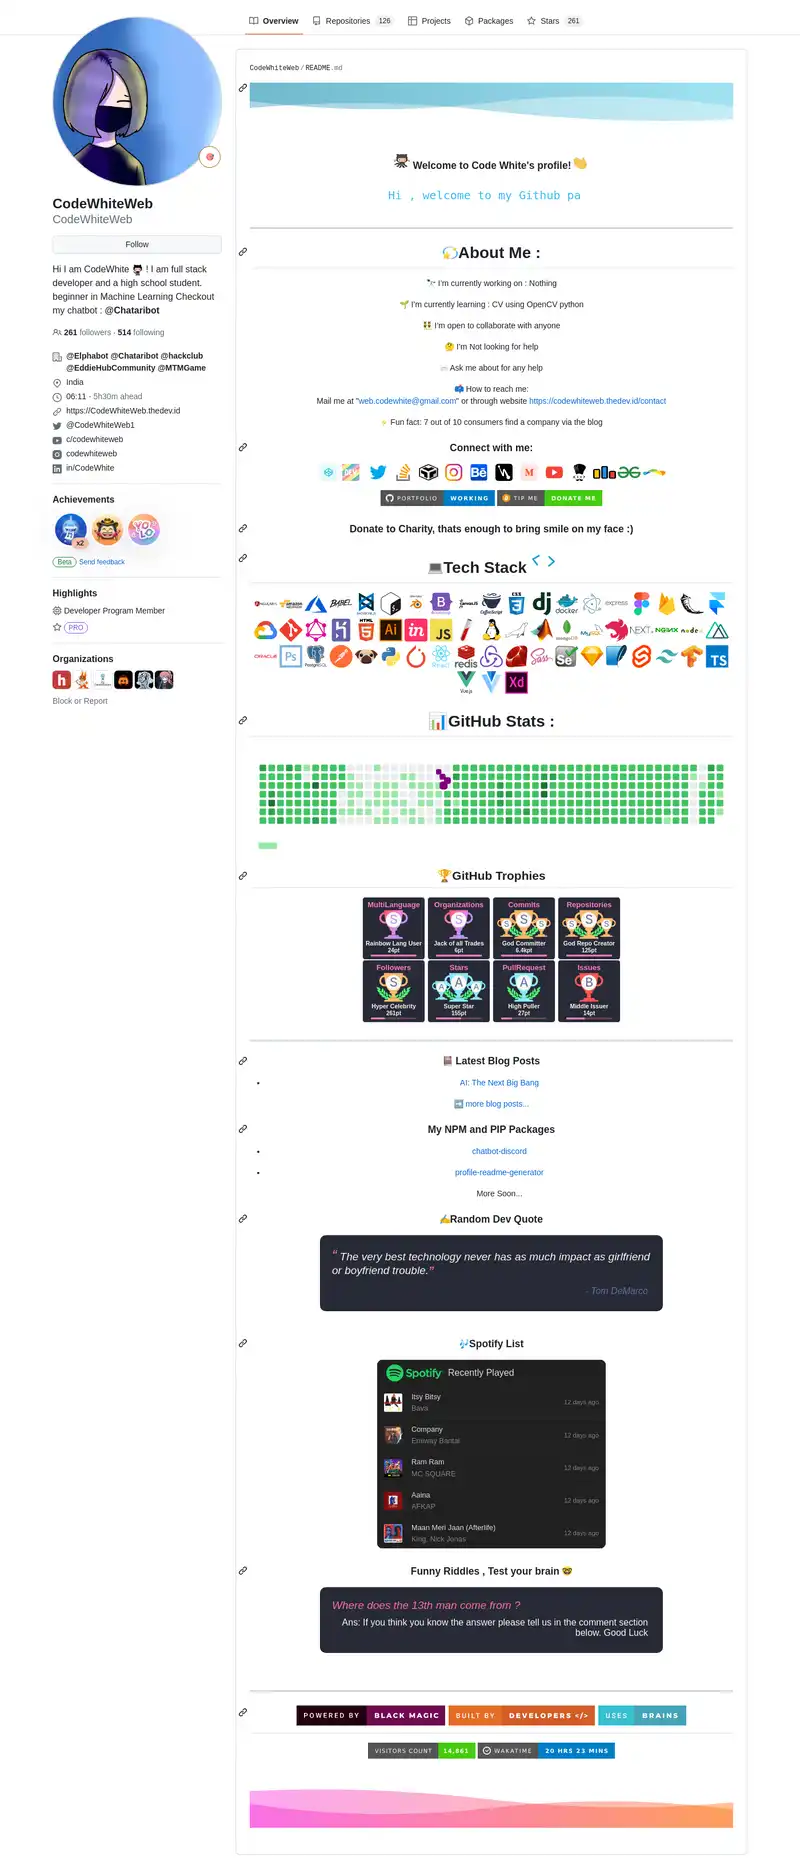 Overview
Repositories 126
Projects
Packages
Stars 261
CodeWhiteWeb
CodeWhiteWeb
Follow
Hi I am CodeWhite ! I am full stack
developer and a high school student.
beginner in Machine Learning Checkout
my chatbot : @Chataribot
261 followers · 514 following
@Elphabot @Chataribot @hackclub
@EddieHubCommunity @MTMGame
India
06:11 - 5h30m ahead
https://CodeWhiteWeb.thedev.id
@CodeWhiteWeb1
c/codewhiteweb
codewhiteweb
in/CodeWhite
Achievements
YOLO
x2
Beta Send feedback
Highlights
Developer Program Member
PRO
Organizations
Block or Report
CodeWhiteWeb / README.md
Welcome to Code White's profile!
Hi , welcome to my Github pa
About Me :
I'm currently working on : Nothing
I'm currently learning : CV using OpenCV python
I'm open to collaborate with anyone
I'm Not looking for help
Ask me about for any help
How to reach me:
Mail me at "web.codewhite@gmail.com" or through website https://codewhiteweb.thedev.id/contact
Fun fact: 7 out of 10 consumers find a company via the blog
Connect with me:
PORTFOLIO WORKING TIP ME DONATE ME
Donate to Charity, thats enough to bring smile on my face :)
Tech Stack < >
GitHub Stats :
GitHub Trophies
MultiLanguage Organizations Commits Repositories
Rainbow Lang User Jack of all Trades God Committer God Repo Creator
24pt 6pt 6.4kpt 125pt
Followers Stars PullRequest Issues
Hyper Celebrity Super Star High Puller Middle Issuer
261pt 155pt 27pt 14pt
Latest Blog Posts
AI: The Next Big Bang
more blog posts...
My NPM and PIP Packages
chatbot-discord
profile-readme-generator
More Soon...
Random Dev Quote
“ The very best technology never has as much impact as girlfriend
or boyfriend trouble.”
- Tom DeMarco
Spotify List
Spotify Recently Played
Itsy Bitsy
Bava
12 days ago
Company
Emiway Bantai
12 days ago
Ram Ram
MC SQUARE
12 days ago
Aaina
AFKAP
12 days ago
Maan Meri Jaan (Afterlife)
King, Nick Jonas
12 days ago
Funny Riddles , Test your brain
Where does the 13th man come from ?
Ans: If you think you know the answer please tell us in the comment section
below. Good Luck
POWERED BY BLACK MAGIC BUILT BY DEVELOPERS </> USES BRAINS
VISITORS COUNT 14,861 WAKATIME 20 HRS 23 MINS